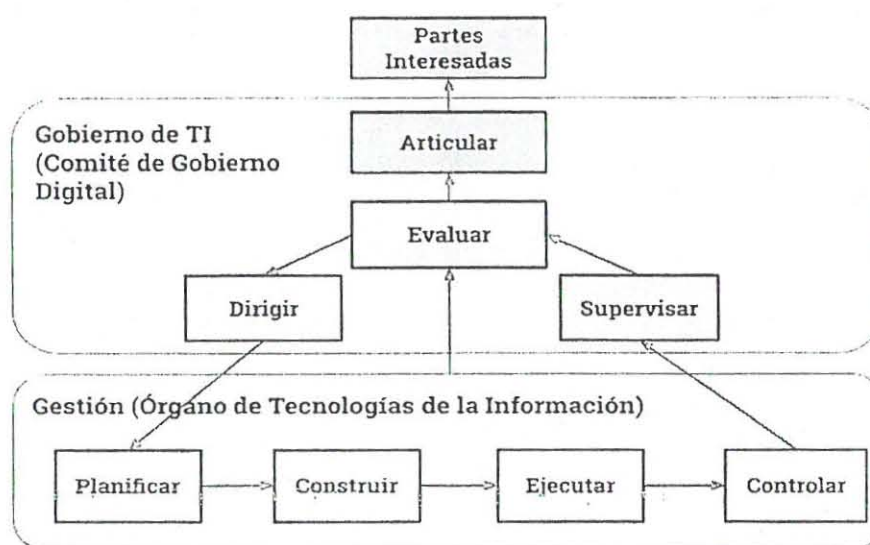 Partes
Interesadas
Gobierno de TI
(Comité de Gobierno
Digital)
Articular
Evaluar
Dirigir
Supervisar
Gestión (Órgano de Tecnologías de la Información)
Planificar
Construir
Ejecutar
Controlar